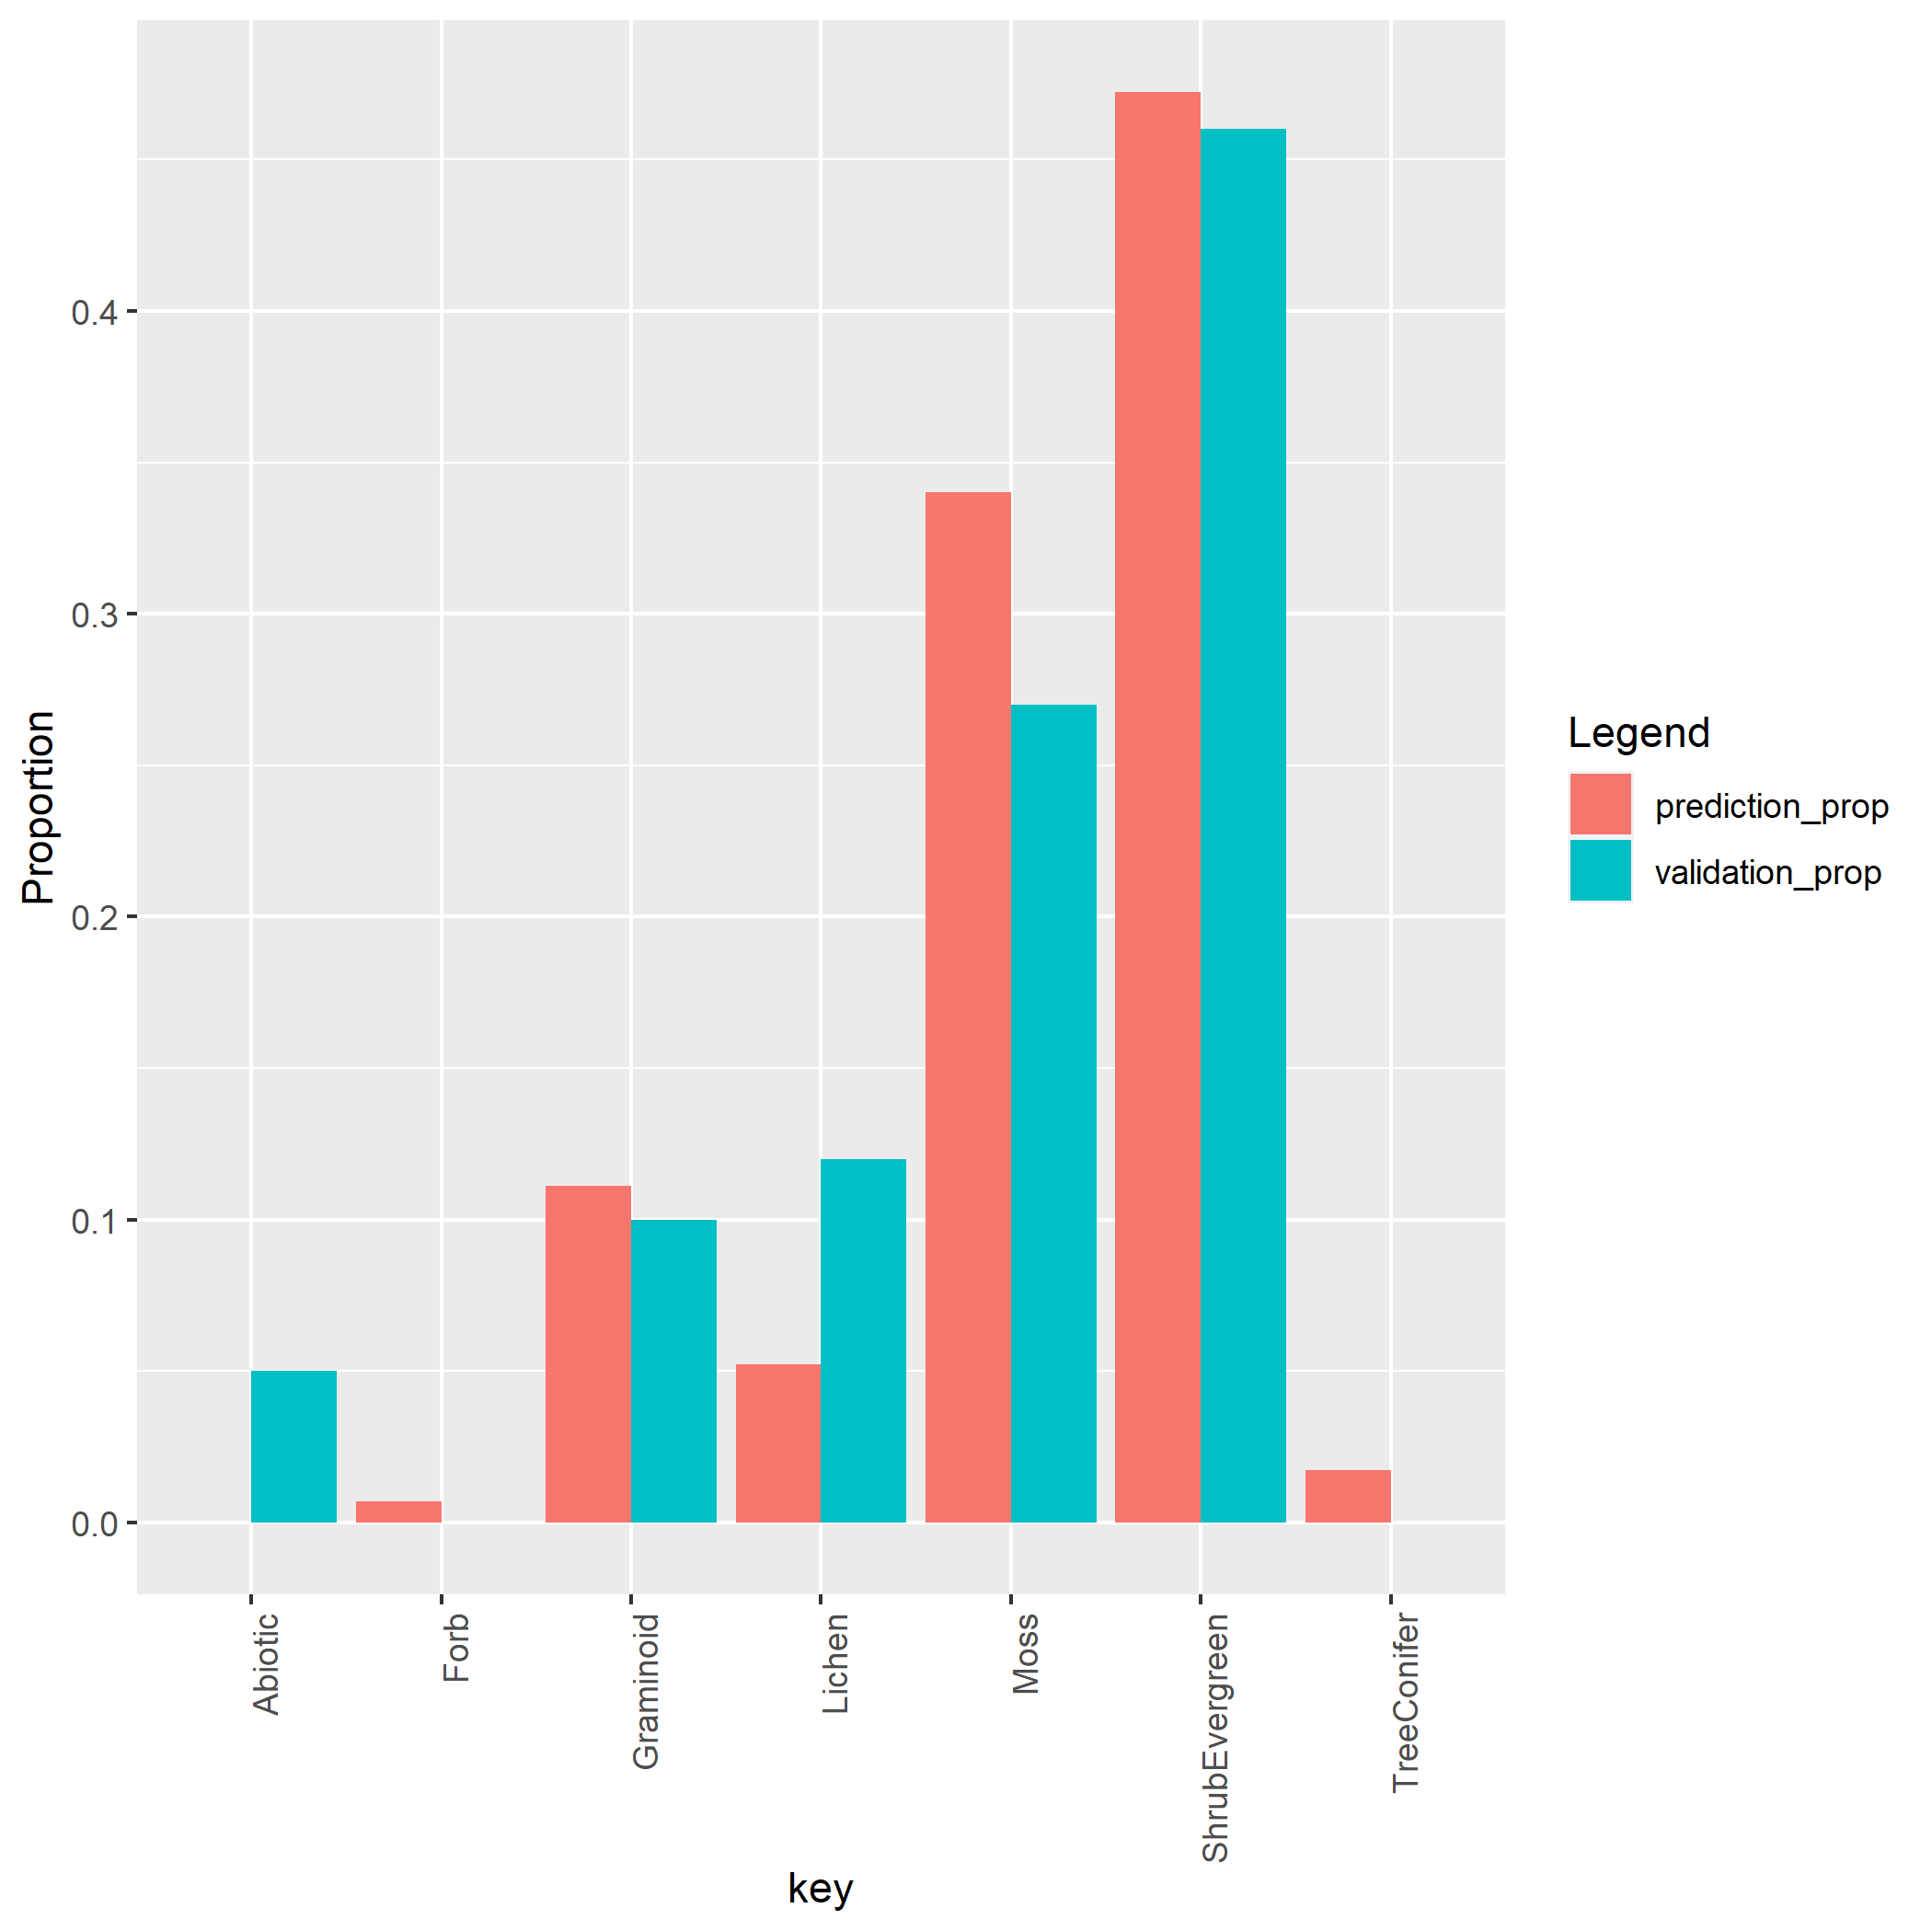 Proportion
0.4
0.3
0.2
0.1
0.0
Abiotic
Forb
Graminoid
Lichen
Moss
ShrubEvergreen
TreeConifer
key
Legend
prediction_prop
validation_prop